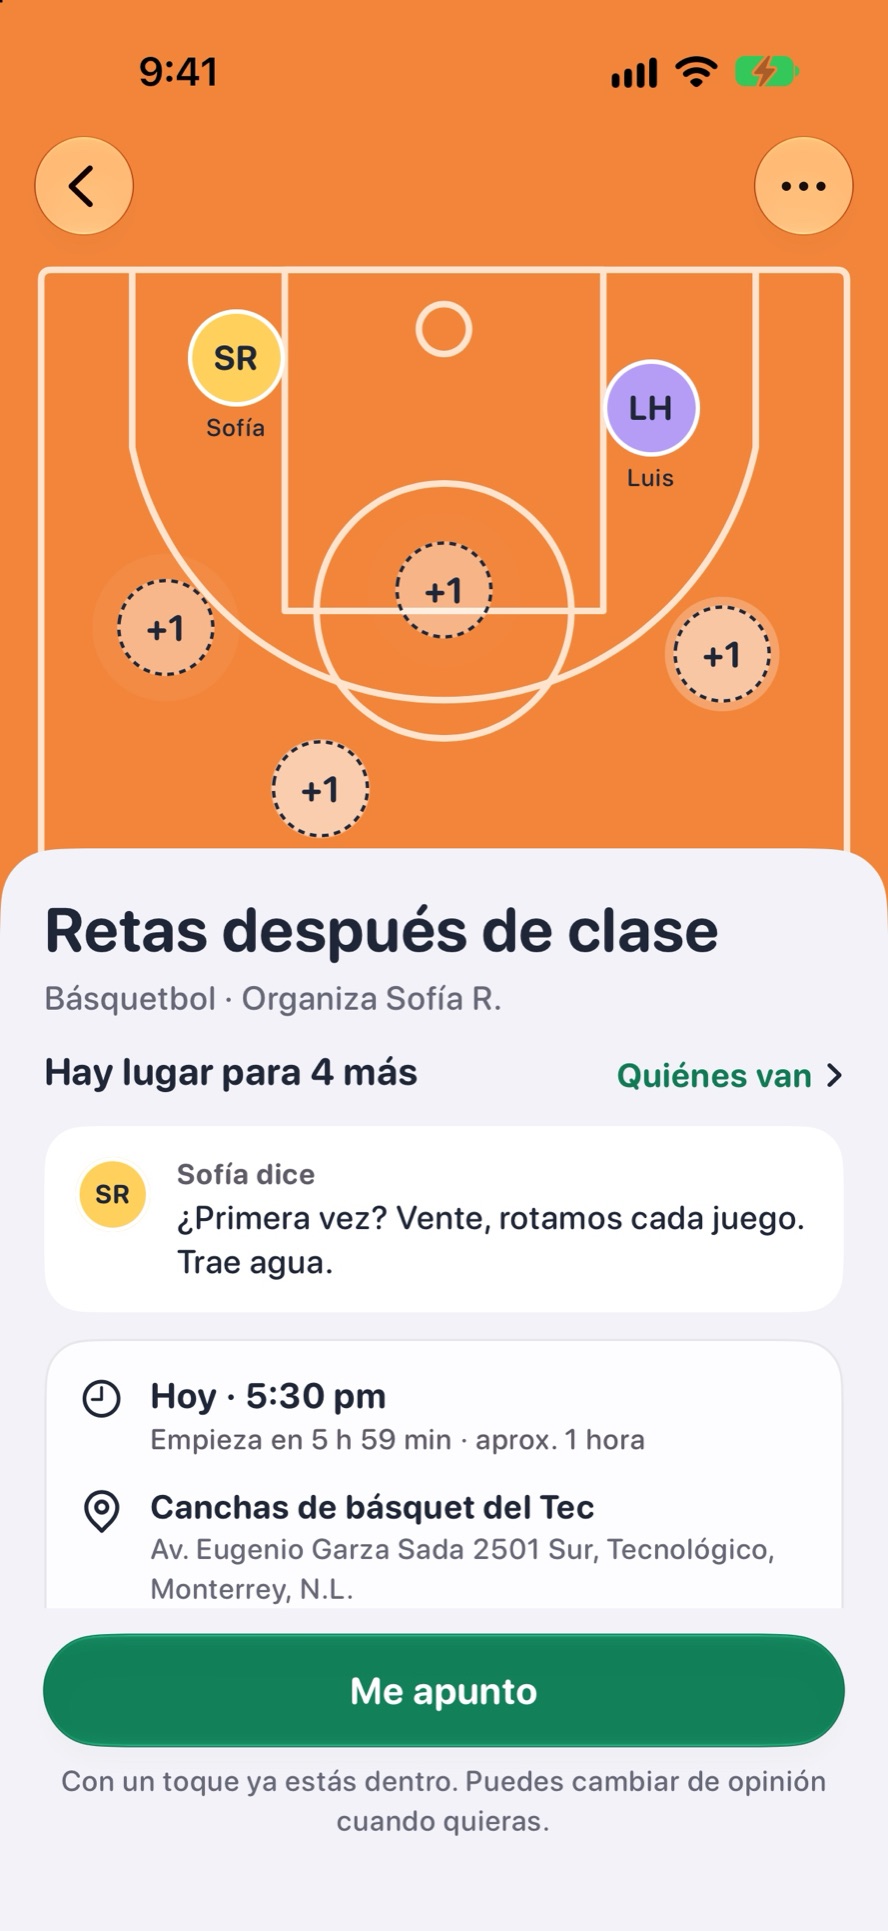 9:41
SR
Sofía
LH
Luis
+1
+1
+1
+1
Retas después de clase
Básquetbol · Organiza Sofía R.
Hay lugar para 4 más
Quiénes van
SR
Sofía dice
¿Primera vez? Vente, rotamos cada juego.
Trae agua.
Hoy · 5:30 pm
Empieza en 5 h 59 min · aprox. 1 hora
Canchas de básquet del Tec
Av. Eugenio Garza Sada 2501 Sur, Tecnológico,
Monterrey, N.L.
Me apunto
Con un toque ya estás dentro. Puedes cambiar de opinión
cuando quieras.